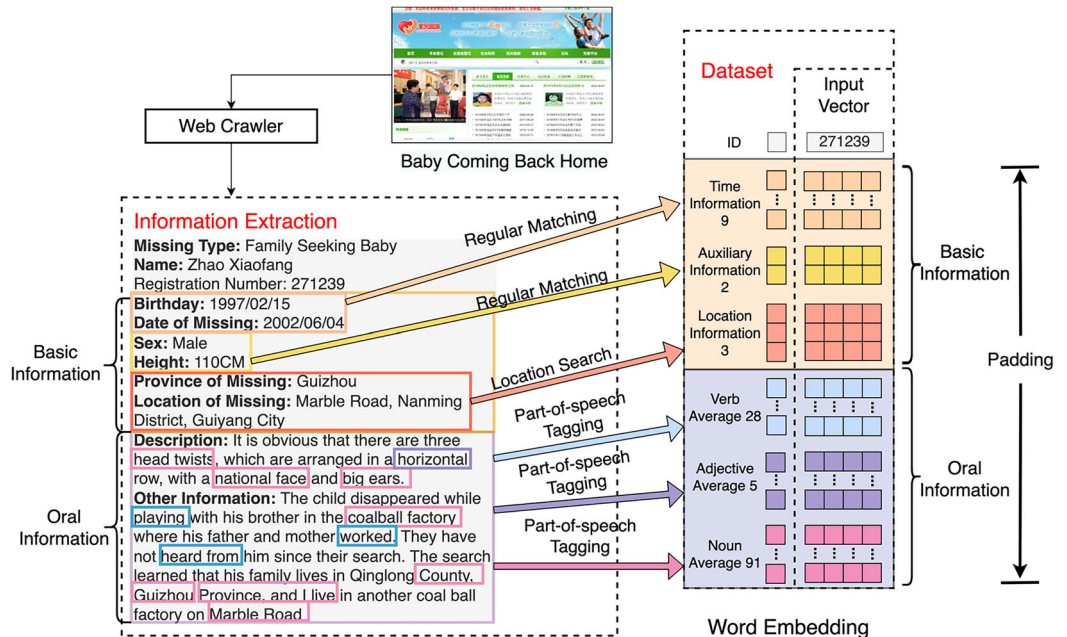 Baby Coming Back Home
Web Crawler
Information Extraction
Missing Type: Family Seeking Baby
Name: Zhao Xiaofang
Registration Number: 271239
Birthday: 1997/02/15
Date of Missing: 2002/06/04
Sex: Male
Height: 110CM
Province of Missing: Guizhou
Location of Missing: Marble Road, Nanming
District, Guiyang City
Description: It is obvious that there are three
head twists, which are arranged in a horizontal
row, with a national face and big ears.
Other Information: The child disappeared while
playing with his brother in the coalball factory
where his father and mother worked. They have
not heard from him since their search. The search
learned that his family lives in Qinglong County,
Guizhou Province, and I live in another coal ball
factory on Marble Road
Basic
Information
Oral
Information
Regular Matching
Regular Matching
Location Search
Part-of-speech
Tagging
Part-of-speech
Tagging
Part-of-speech
Tagging
Dataset
Input
Vector
ID
271239
Time
Information
9
Auxiliary
Information
2
Location
Information
3
Verb
Average 28
Adjective
Average 5
Noun
Average 91
Basic
Information
Oral
Information
Padding
Word Embedding